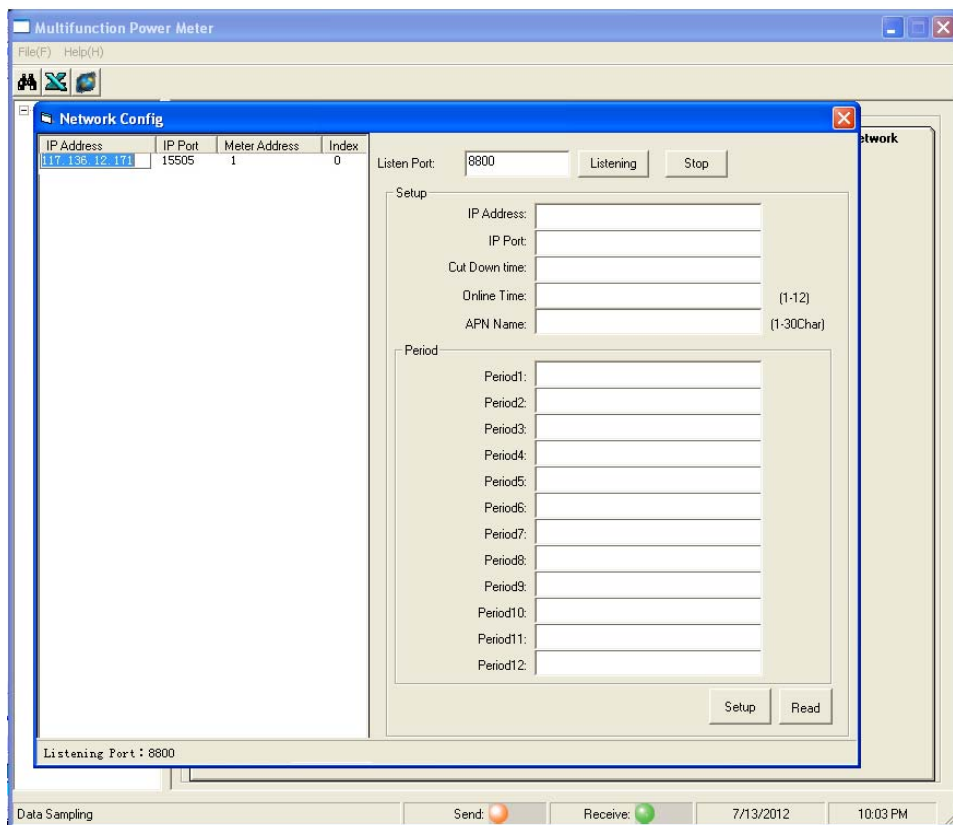 Multifunction Power Meter
File(F) Help(H)
Network Config
etwork
IP Address IP Port Meter Address Index
117.136.12.171 15505 1 0
Listen Port: 8800 Listening Stop
Setup
IP Address:
IP Port:
Cut Down time:
Online Time: (1-12)
APN Name: (1-30Char)
Period
Period1:
Period2:
Period3:
Period4:
Period5:
Period6:
Period7:
Period8:
Period9:
Period10:
Period11:
Period12:
Setup Read
Listening Port：8800
Data Sampling Send: Receive: 7/13/2012 10:03 PM